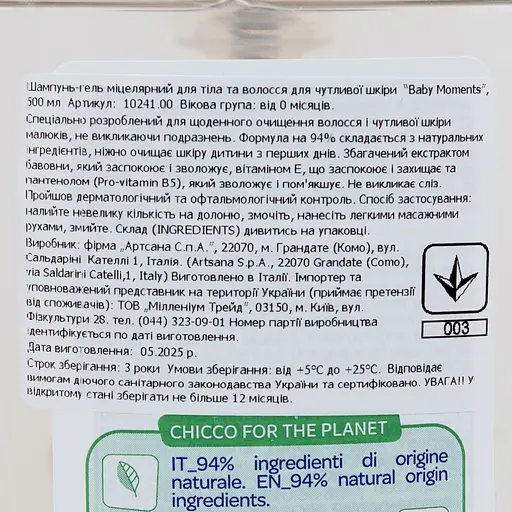 Шампунь-гель міцелярний для тіла та волосся для чутливої шкіри "Baby Moments",
500 мл Артикул: 10241.00 Вікова група: від 0 місяців.
Спеціально розроблений для щоденного очищення волосся і чутливої шкіри
малюків, не викликаючи подразнень. Формула на 94% складається з натуральних
інгредієнтів, ніжно очищає шкіру дитини з перших днів. Збагачений екстрактом
бавовни, який заспокоює і зволожує, вітаміном Е, що заспокоює і захищає та
пантенолом (Pro-vitamin B5), який зволожує і пом'якшує. Не викликає сліз.
Пройшов дерматологічний та офтальмологічний контроль. Спосіб застосування:
налийте невелику кількість на долоню, змочіть, нанесіть легкими масажними
рухами, змийте. Склад (INGREDIENTS) дивитись на упаковці.
Виробник: фірма „Артсана С.п.А.", 22070, м. Грандате (Комо), вул.
Сальдаріні Кателлі 1, Італія. (Artsana S.p.A., 22070 Grandate (Como),
via Saldarini Catelli,1, Italy) Виготовлено в Італії. Імпортер та
уповноважений представник на території України (приймає претензії
від споживачів): ТОВ „Мілленіум Трейд", 03150, м. Київ, вул.
Фізкультури 28. тел. (044) 323-09-01 Номер партії виробництва
ідентифікується по даті виготовлення.
003
Дата виготовлення: 05.2025 р.
Строк зберігання: 3 роки Умови зберігання: від +5°С до +25°С. Відповідає
вимогам діючого санітарного законодавства України та сертифіковано. УВАГА!! У
відкритому стані зберігати не більше 12 місяців.
CHICCO FOR THE PLANET
IT_94% ingredienti di origine
naturale. EN_94% natural origin
ingredients.